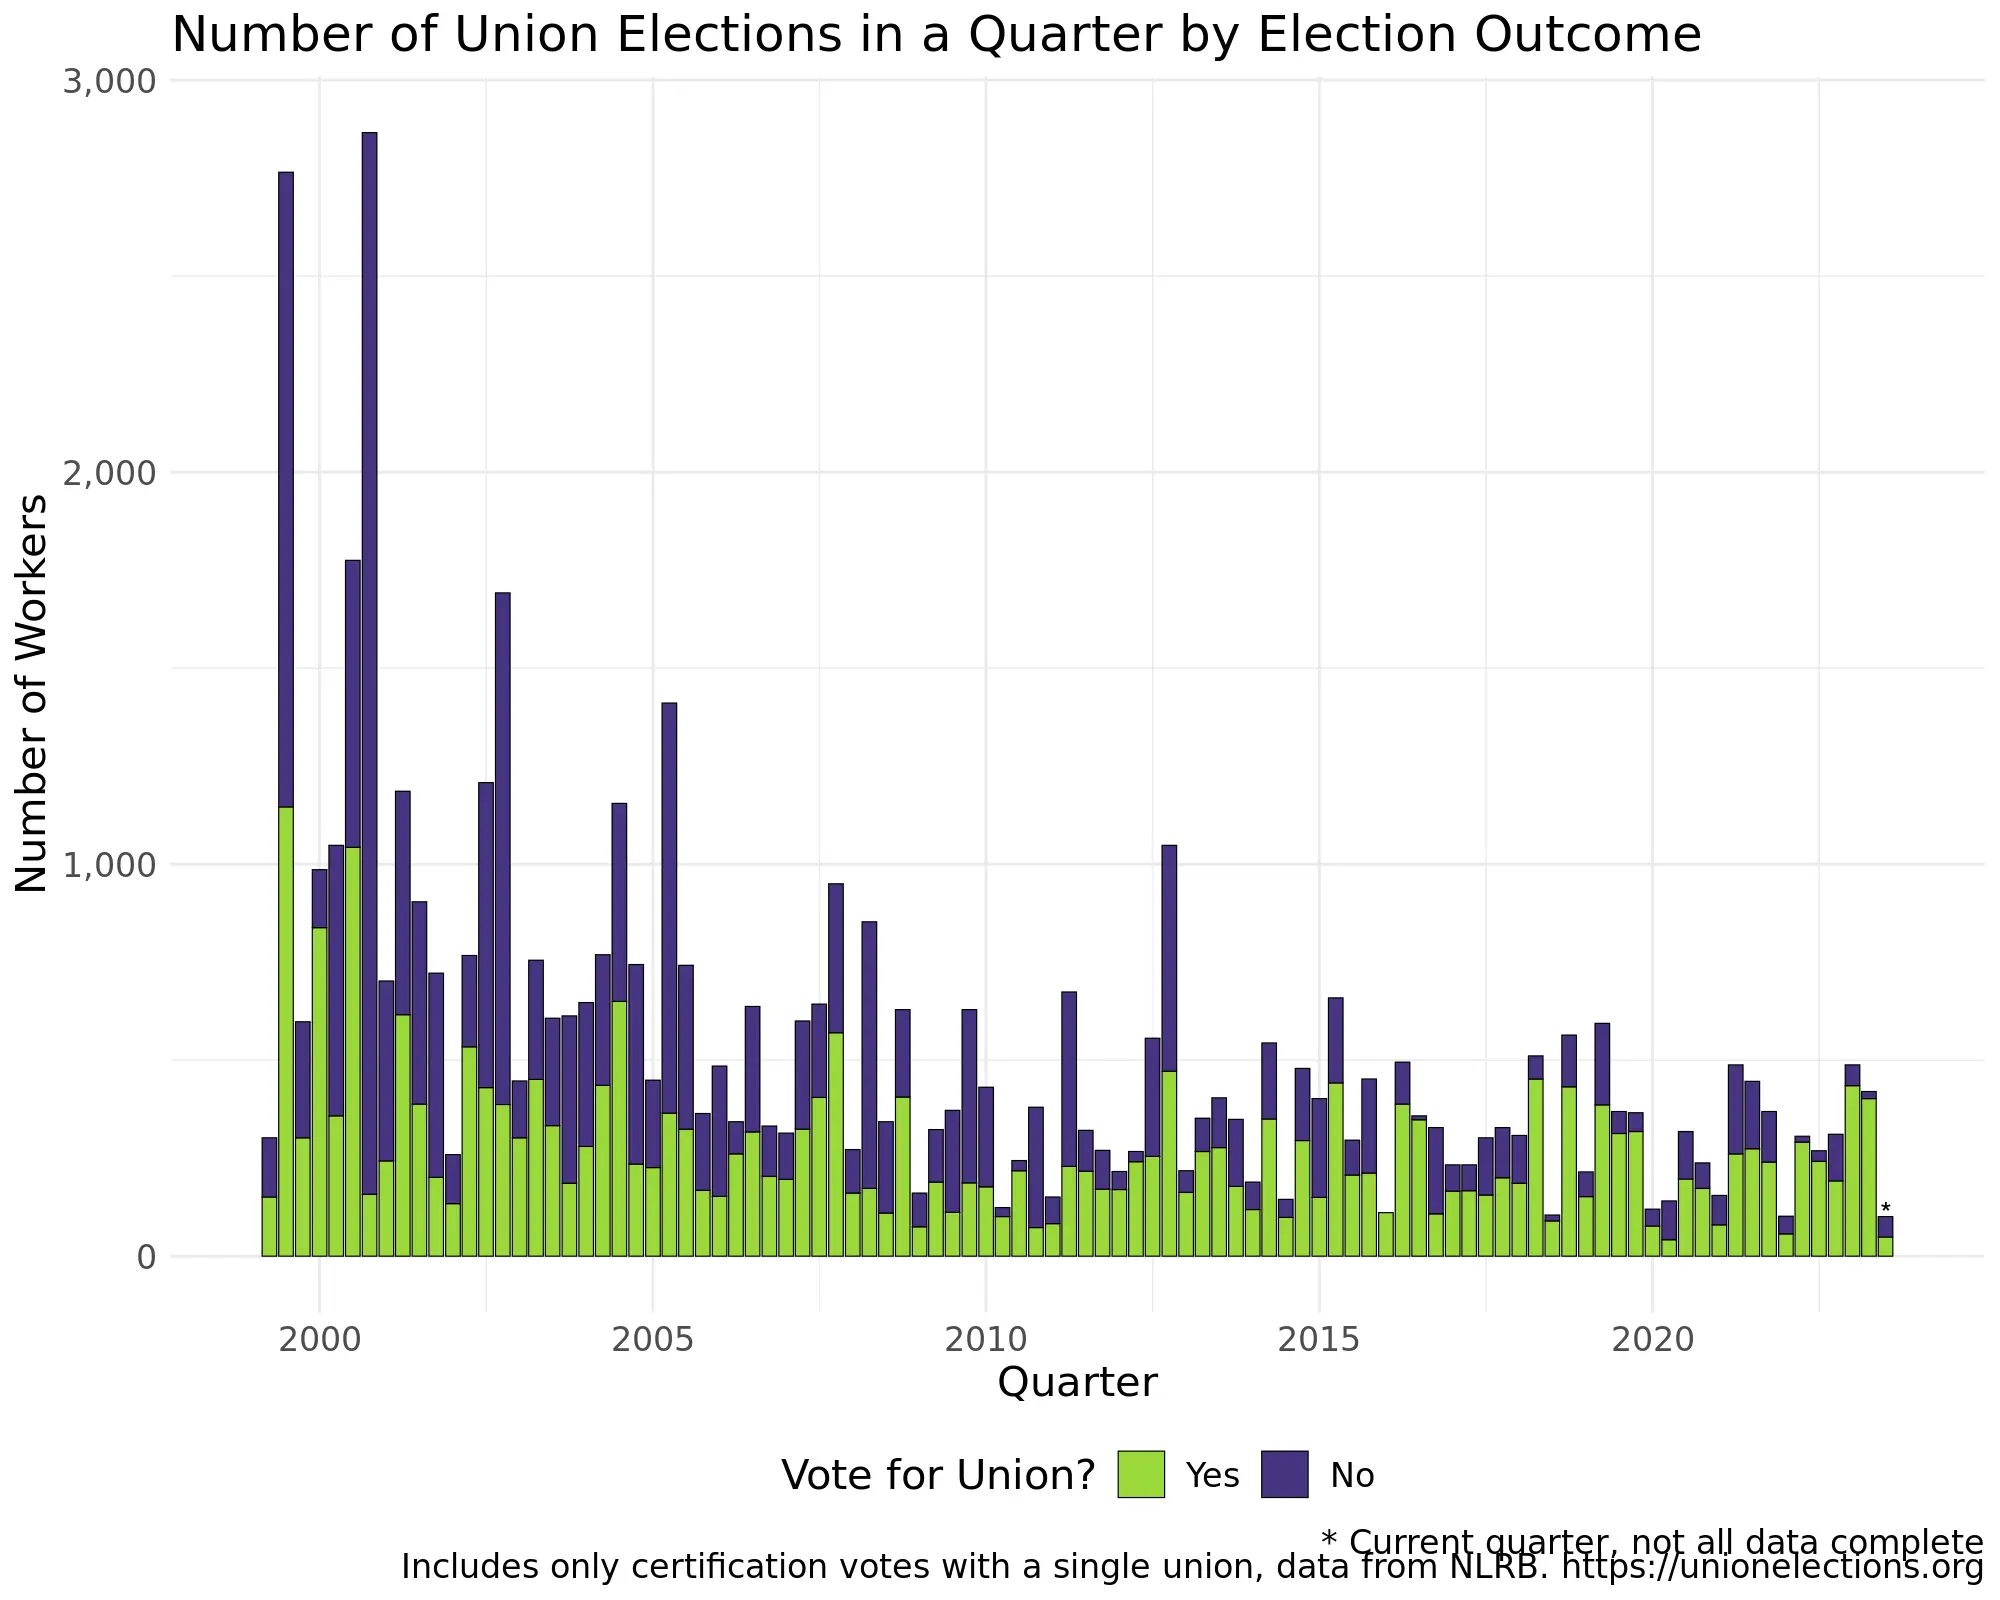 Number of Union Elections in a Quarter by Election Outcome
3,000
2,000
1,000
0
Number of Workers
*
2000 2005 2010 2015 2020
Quarter
Vote for Union? Yes No
* Current quarter, not all data complete
Includes only certification votes with a single union, data from NLRB. https://unionelections.org